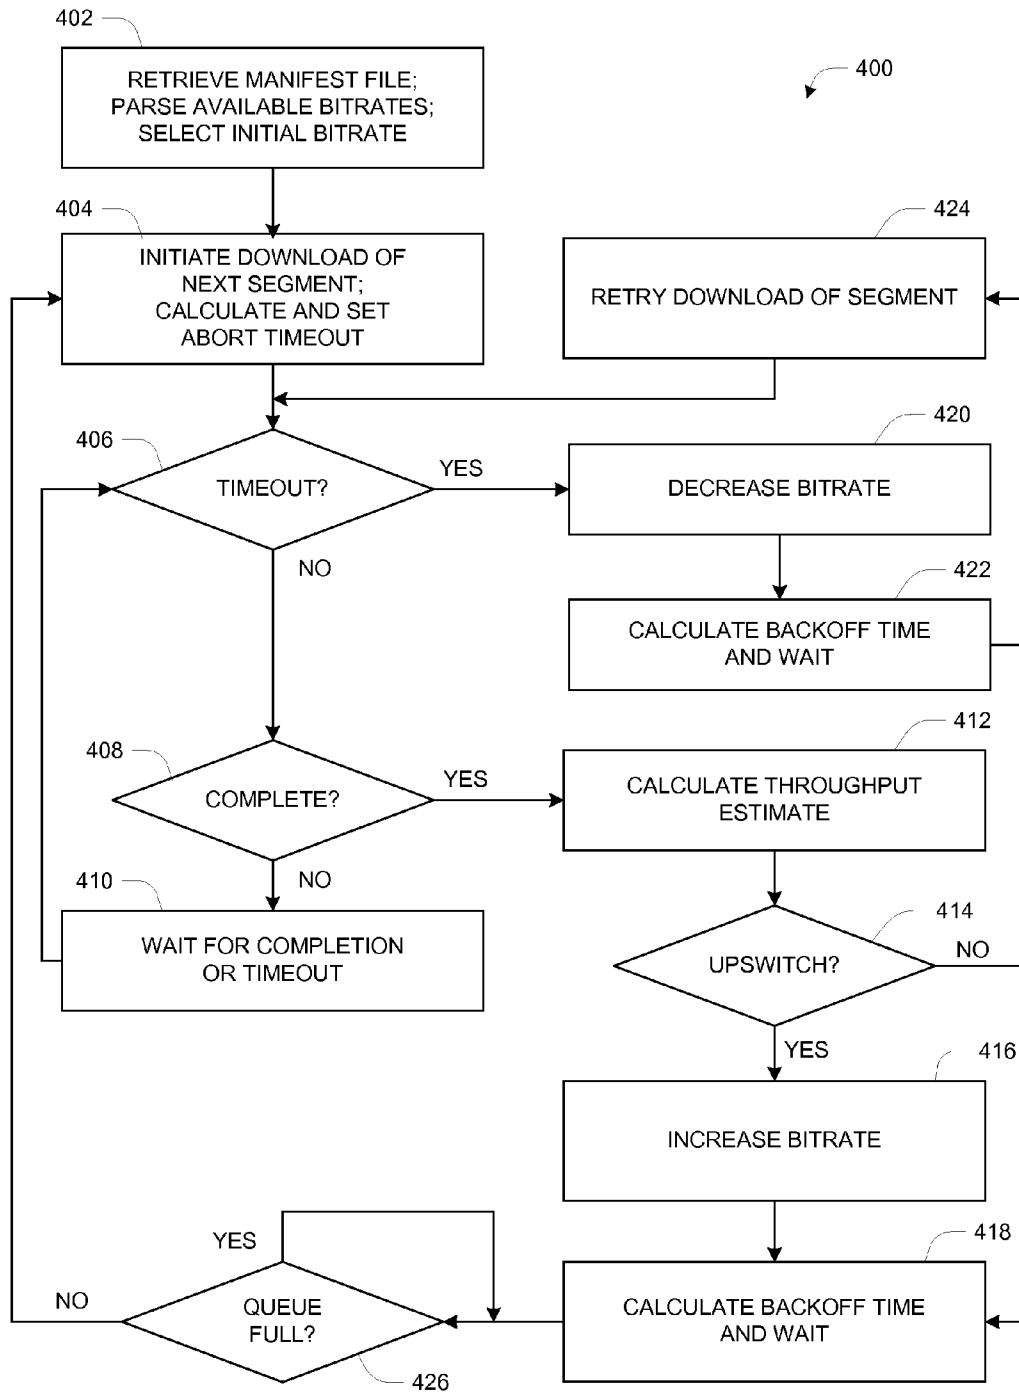 402
RETRIEVE MANIFEST FILE;
PARSE AVAILABLE BITRATES;
SELECT INITIAL BITRATE
400
404
INITIATE DOWNLOAD OF
NEXT SEGMENT;
CALCULATE AND SET
ABORT TIMEOUT
424
RETRY DOWNLOAD OF SEGMENT
406
TIMEOUT?
YES
NO
420
DECREASE BITRATE
422
CALCULATE BACKOFF TIME
AND WAIT
408
COMPLETE?
YES
NO
412
CALCULATE THROUGHPUT
ESTIMATE
410
WAIT FOR COMPLETION
OR TIMEOUT
414
UPSWITCH?
NO
YES
416
INCREASE BITRATE
418
CALCULATE BACKOFF TIME
AND WAIT
YES
NO
QUEUE
FULL?
426